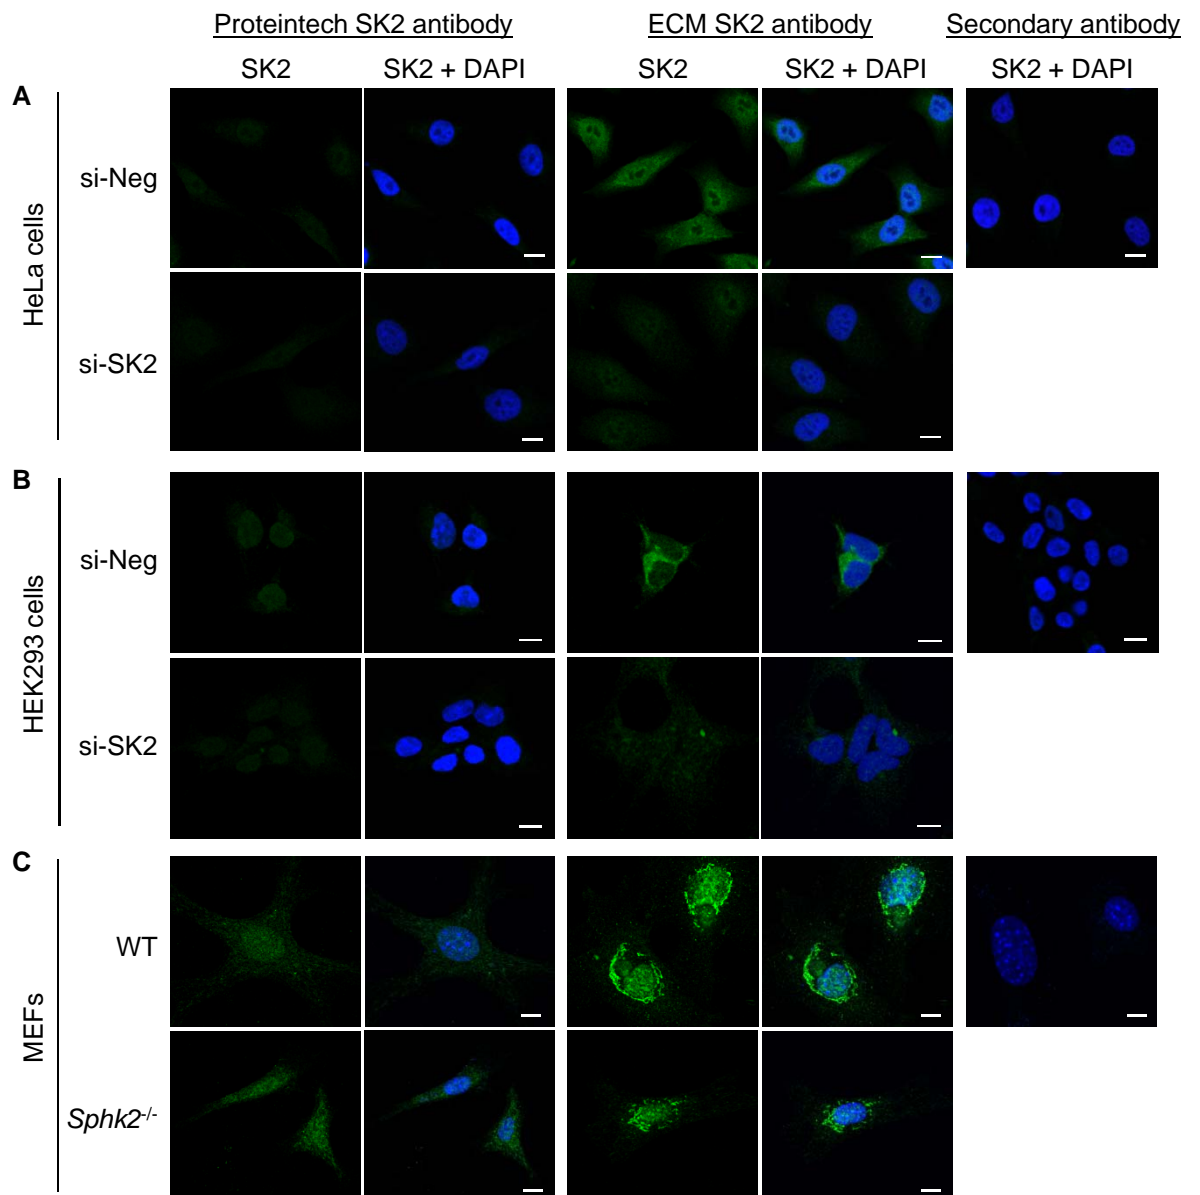 Proteintech SK2 antibody ECM SK2 antibody Secondary antibody
SK2 SK2 + DAPI SK2 SK2 + DAPI SK2 + DAPI
A
HeLa cells
si-Neg
si-SK2
B
HEK293 cells
si-Neg
si-SK2
C
MEFs
WT
Sphk2-/-